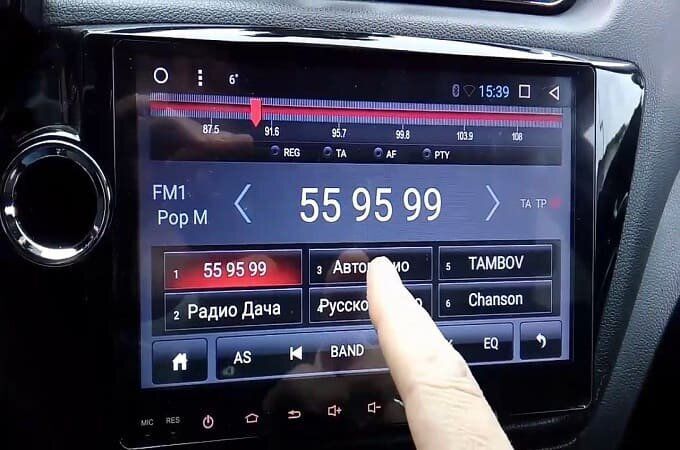 6° 15:39
87.5 91.6 95.7 99.8 103.9 108
REG TA AF PTY
FM1
Pop M
55 95 99
TA TP
1 55 95 99
3
5 TAMBOV
2 Радио Дача
4
6 Chanson
AS BAND EQ
MIC RES